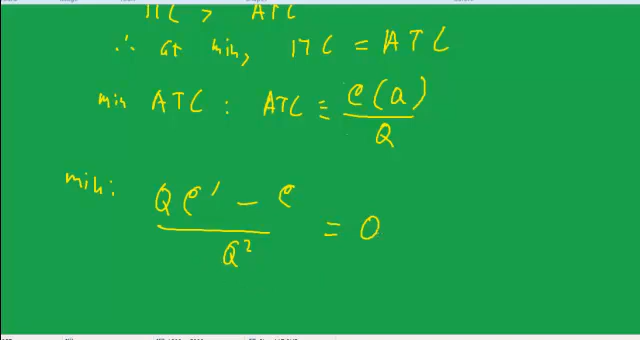 MC > ATC
∴ at min, MC = ATC
min ATC : ATC = C(Q) / Q
min: QC' - C / Q² = 0